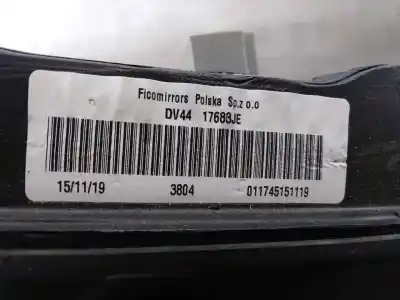 Ficomirrors Polska Sp.z o.o
DV44 17683JE
15/11/19 3804 011745151119